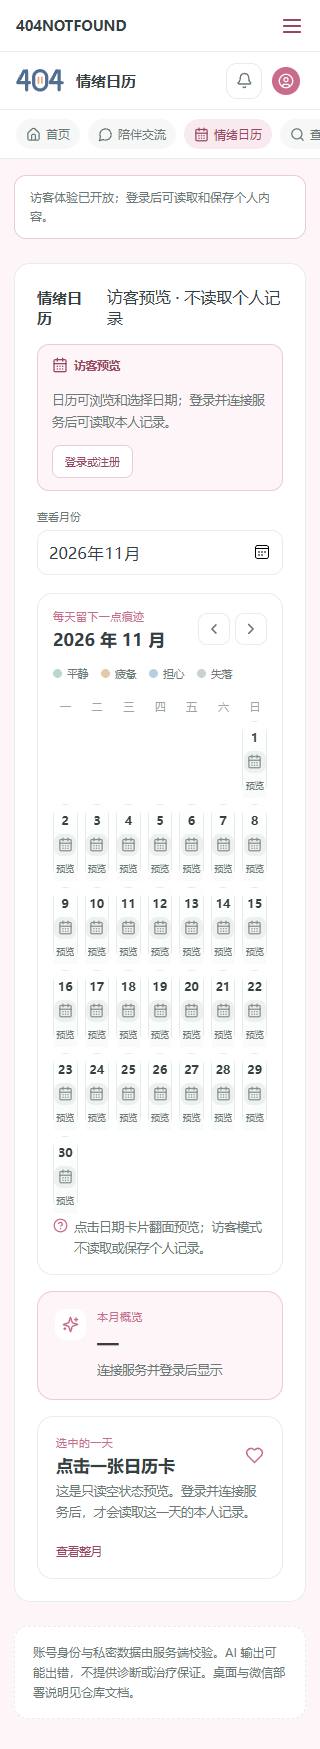 404NOTFOUND
404 情绪日历
首页 陪伴交流 情绪日历 查
访客体验已开放；登录后可读取和保存个人内
容。
情绪日
历
访客预览 · 不读取个人记
录
访客预览
日历可浏览和选择日期；登录并连接服
务后可读取本人记录。
登录或注册
查看月份
2026年11月
每天留下一点痕迹
2026 年 11 月
平静 疲惫 担心 失落
一 二 三 四 五 六 日
1
预览
2 3 4 5 6 7 8
预览 预览 预览 预览 预览 预览 预览
9 10 11 12 13 14 15
预览 预览 预览 预览 预览 预览 预览
16 17 18 19 20 21 22
预览 预览 预览 预览 预览 预览 预览
23 24 25 26 27 28 29
预览 预览 预览 预览 预览 预览 预览
30
预览
点击日期卡片翻面预览；访客模式
不读取或保存个人记录。
本月概览
—
连接服务并登录后显示
选中的一天
点击一张日历卡
这是只读空状态预览。登录并连接服
务后，才会读取这一天的本人记录。
查看整月
账号身份与私密数据由服务端校验。AI 输出可
能出错，不提供诊断或治疗保证。桌面与微信部
署说明见仓库文档。